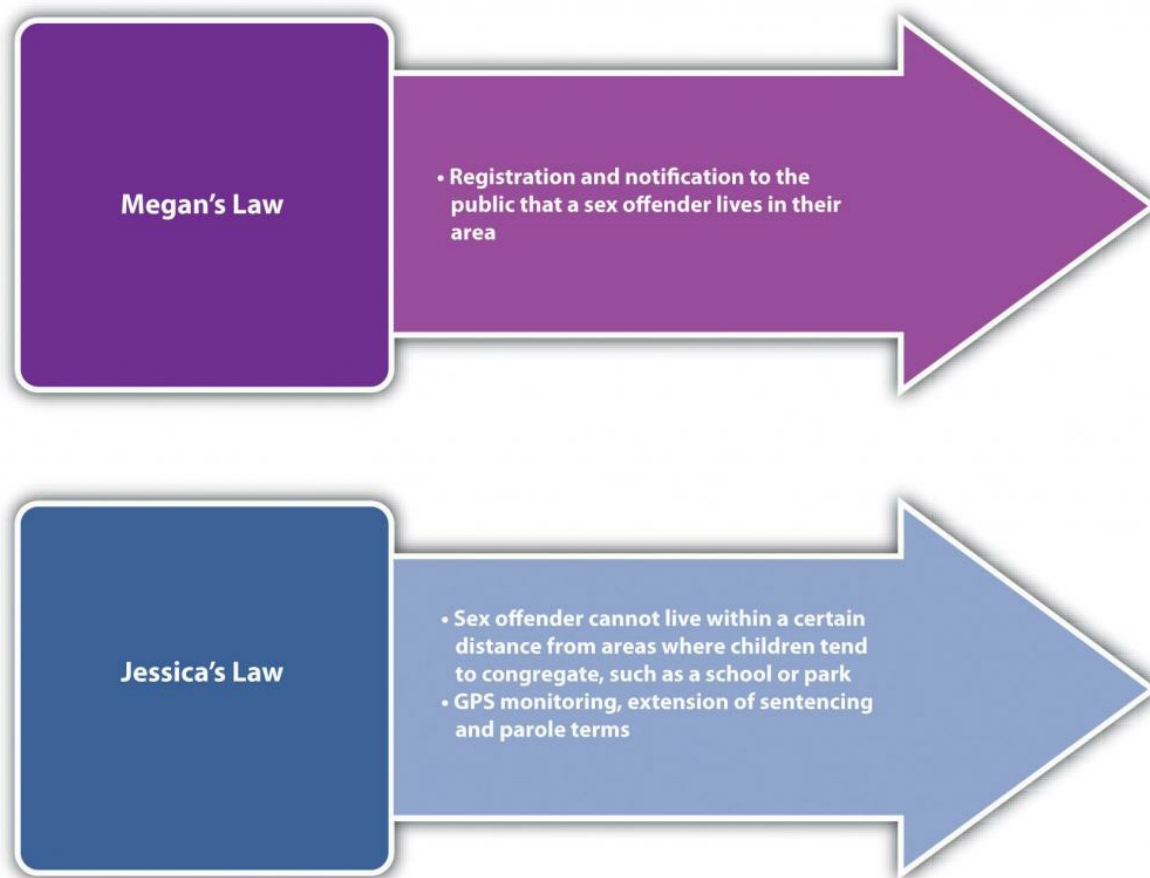 Megan's Law
• Registration and notification to the
public that a sex offender lives in their
area
Jessica's Law
• Sex offender cannot live within a certain
distance from areas where children tend
to congregate, such as a school or park
• GPS monitoring, extension of sentencing
and parole terms